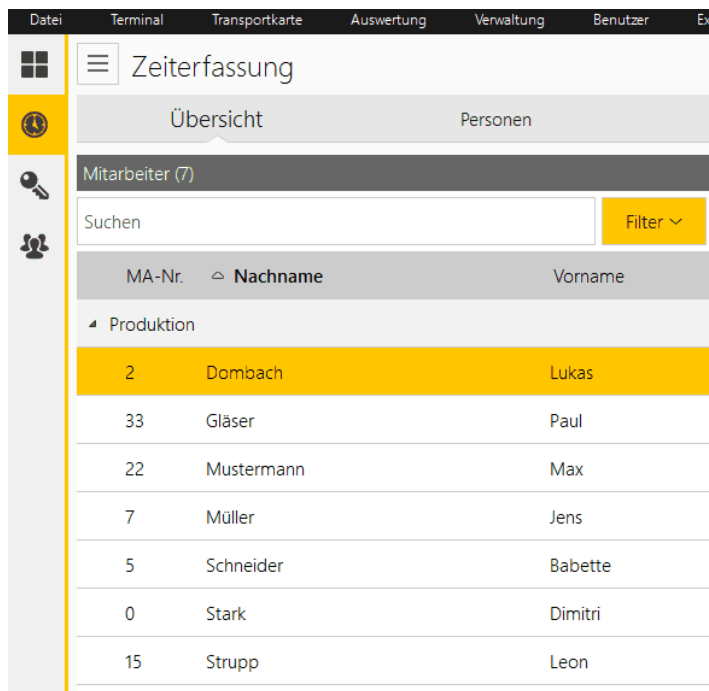 Datei Terminal Transportkarte Auswertung Verwaltung Benutzer Ex
Zeiterfassung
Übersicht Personen
Mitarbeiter (7)
Suchen Filter
MA-Nr. Nachname Vorname
Produktion
2 Dombach Lukas
33 Gläser Paul
22 Mustermann Max
7 Müller Jens
5 Schneider Babette
0 Stark Dimitri
15 Strupp Leon